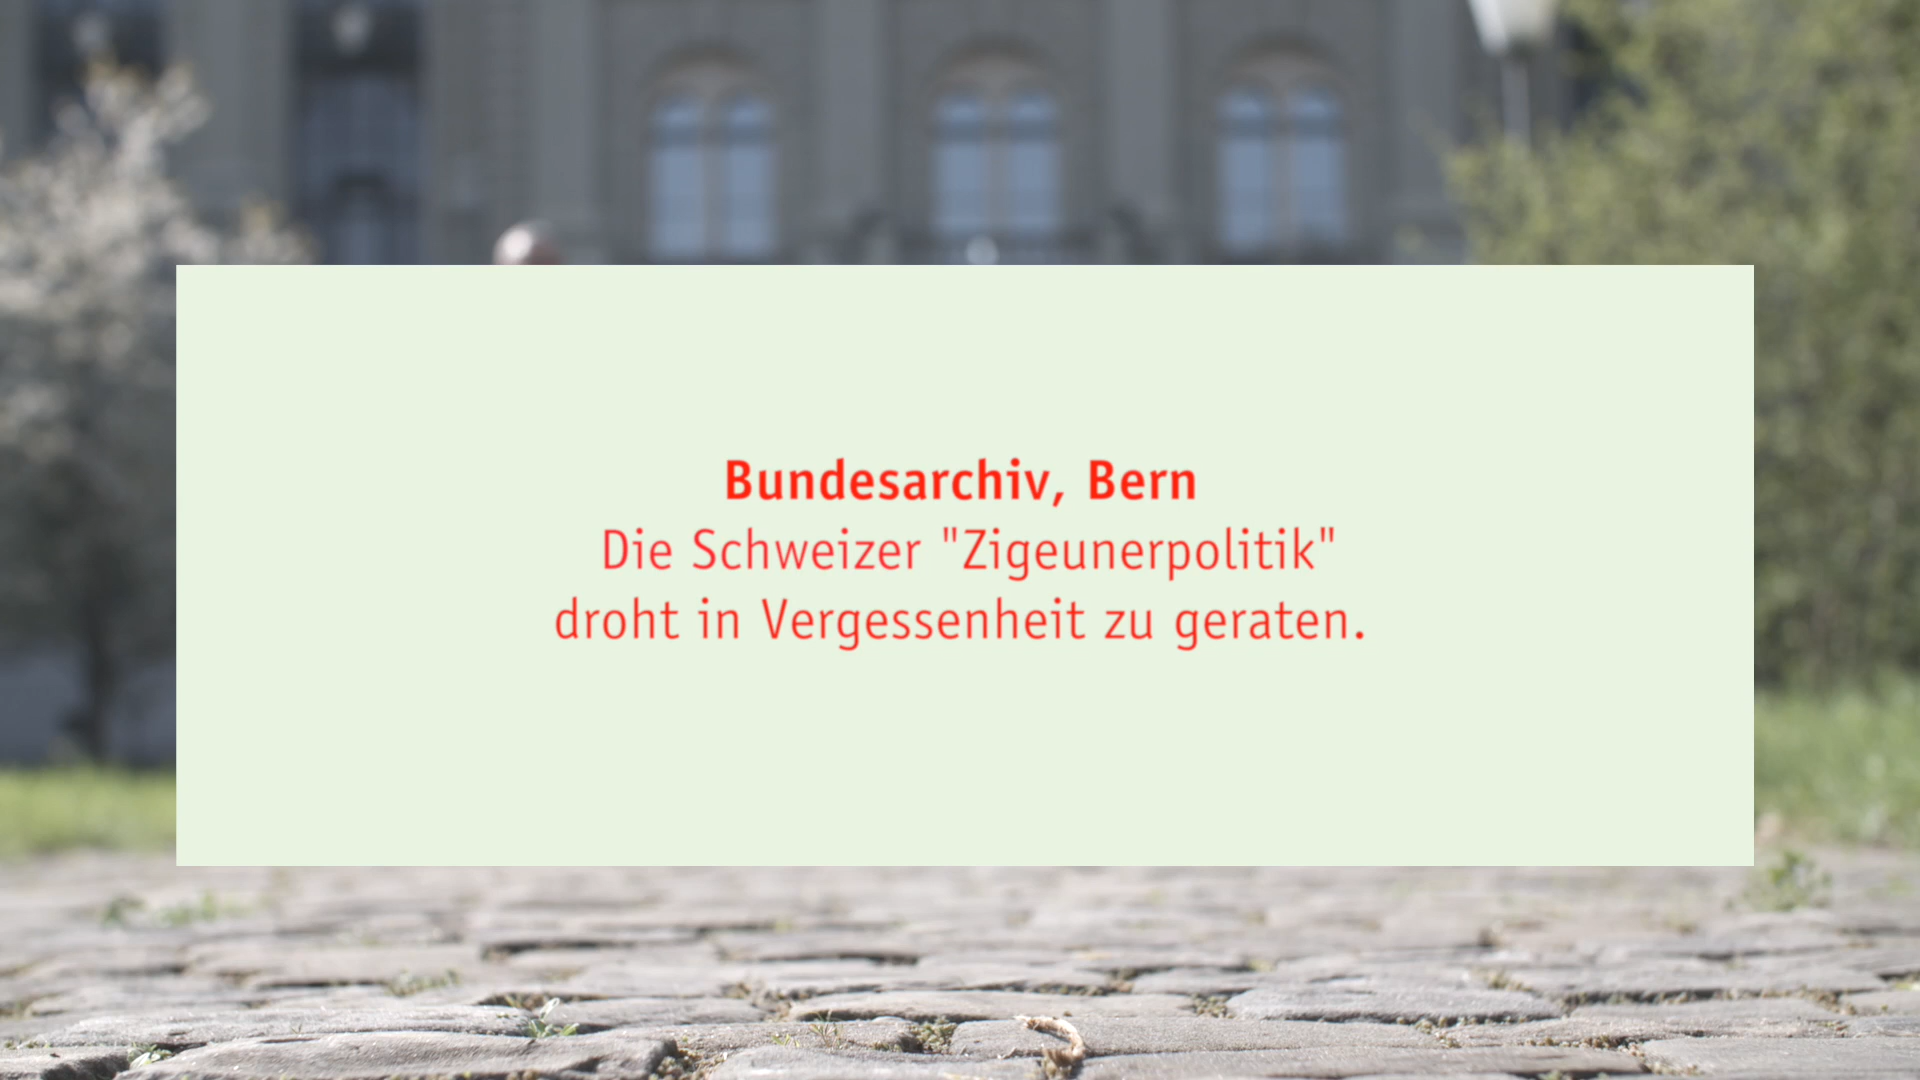 Bundesarchiv, Bern
Die Schweizer "Zigeunerpolitik"
droht in Vergessenheit zu geraten.